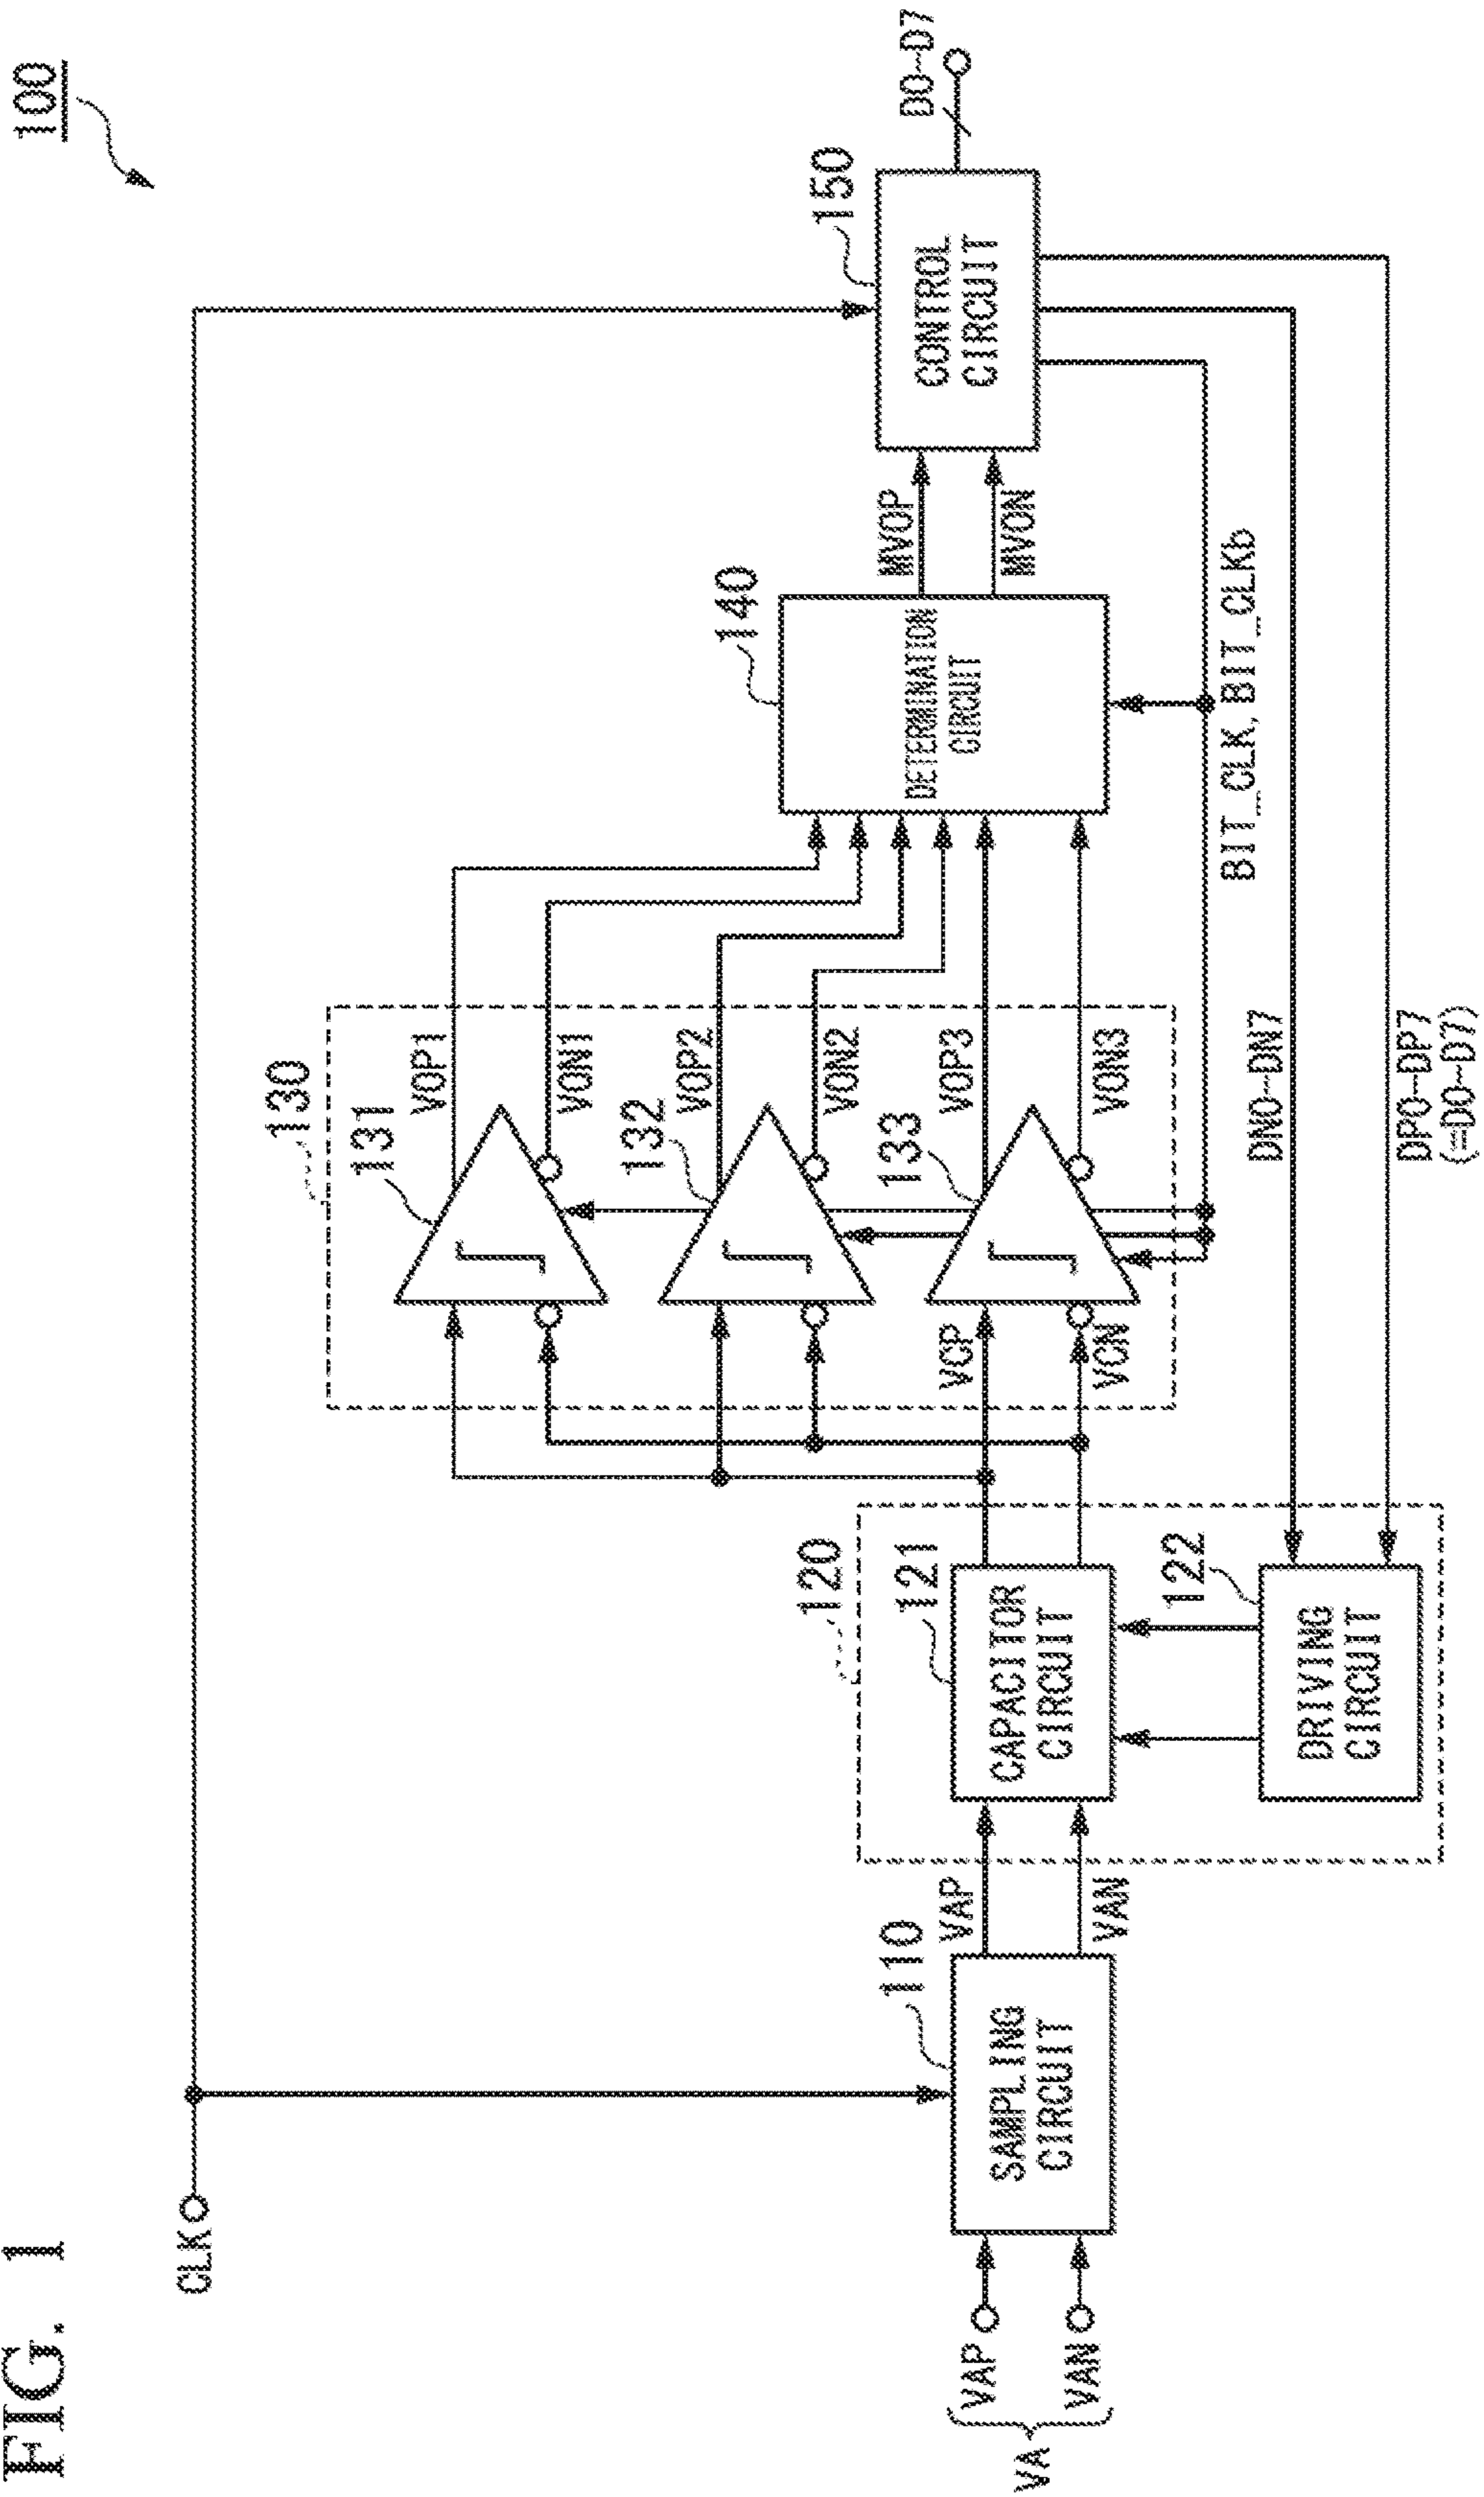 FIG. 1
100
CLK
130
131
VOP1
VON1
132
VOP2
VON2
133
VOP3
VON3
VCP
VCN
140
DETERMINATION
CIRCUIT
MVOP
MVON
150
CONTROL
CIRCUIT
D0~D7
110
SAMPLING
CIRCUIT
VA
VAP
VAN
VAP
VAN
120
121
CAPACITOR
CIRCUIT
122
DRIVING
CIRCUIT
BIT_CLK, BIT_CLKb
DN0~DN7
DP0~DP7
(=D0~D7)